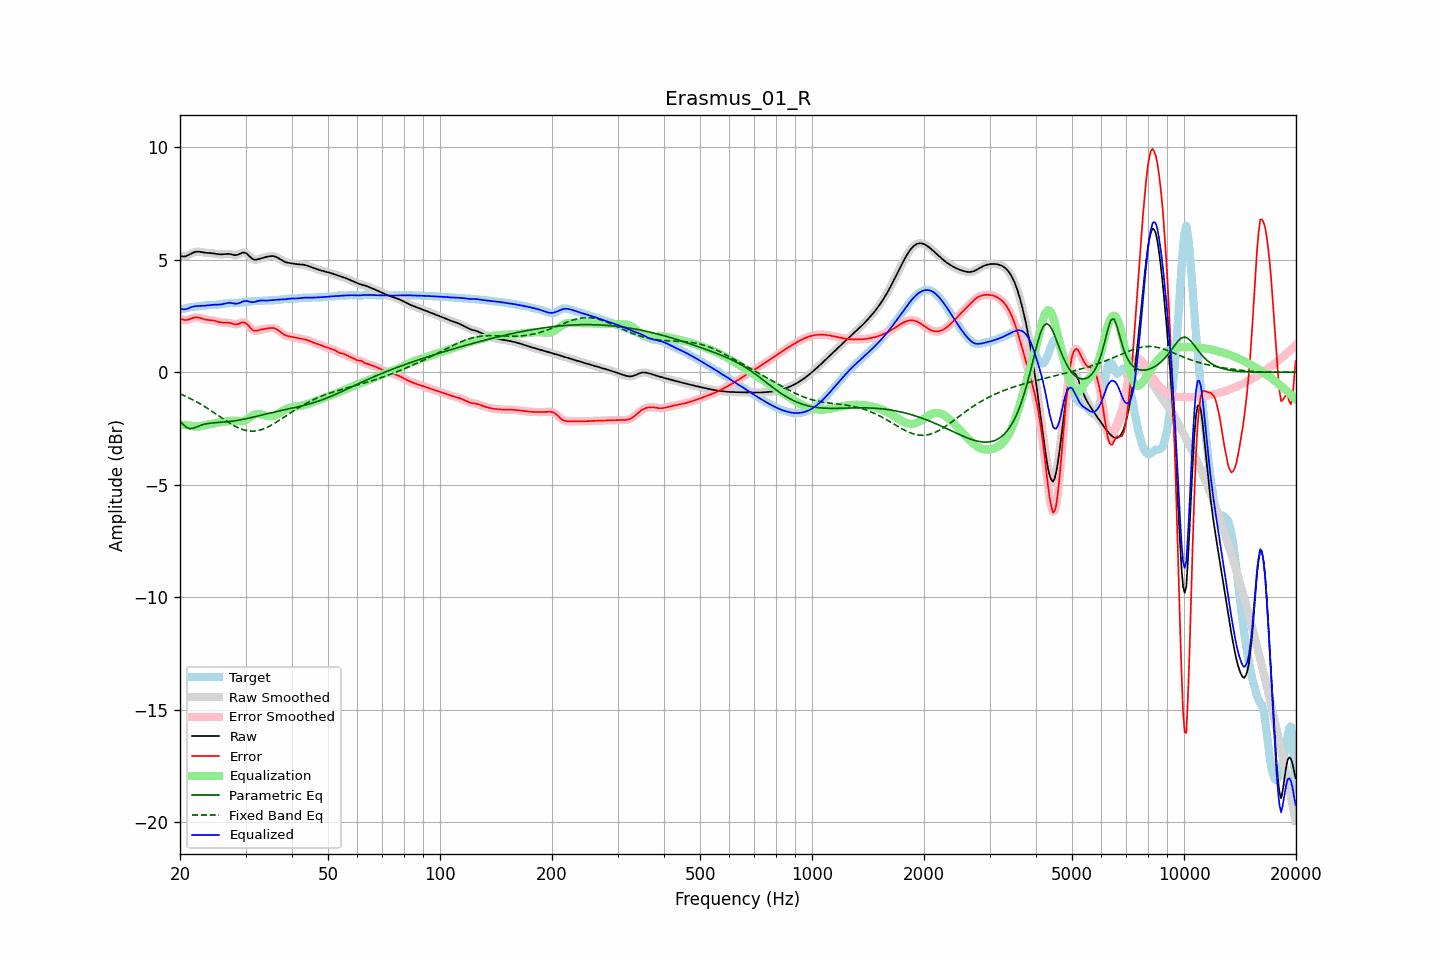 Erasmus_01_R
10
5
0
−5
−10
−15
−20
Amplitude (dBr)
Target
Raw Smoothed
Error Smoothed
Raw
Error
Equalization
Parametric Eq
Fixed Band Eq
Equalized
20 50 100 200 500 1000 2000 5000 10000 20000
Frequency (Hz)